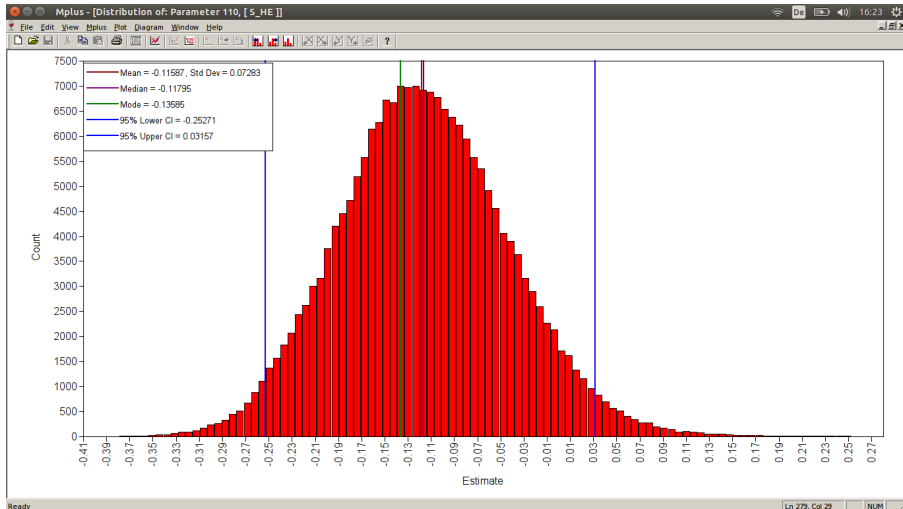 Mplus - [Distribution of: Parameter 110, [ S_HE ]]
De
16:23
File Edit View Mplus Plot Diagram Window Help
Mean = -0.11587, Std Dev = 0.07283
Median = -0.11795
Mode = -0.13585
95% Lower CI = -0.25271
95% Upper CI = 0.03157
7500
7000
6500
6000
5500
5000
4500
4000
3500
3000
2500
2000
1500
1000
500
0
Count
-0.41 -0.39 -0.37 -0.35 -0.33 -0.31 -0.29 -0.27 -0.25 -0.23 -0.21 -0.19 -0.17 -0.15 -0.13 -0.11 -0.09 -0.07 -0.05 -0.03 -0.01 0.01 0.03 0.05 0.07 0.09 0.11 0.13 0.15 0.17 0.19 0.21 0.23 0.25 0.27
Estimate
Ready
Ln 279, Col 29
NUM